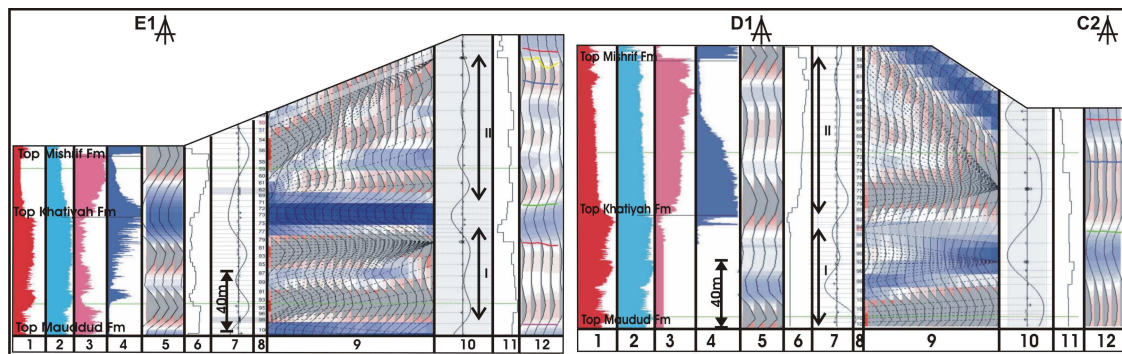 E1
D1
C2
Top Mishrif Fm
Top Khatiyah Fm
Top Mauddud Fm
40m
II
I
1 2 3 4 5 6 7 8 9 10 11 12
Top Mishrif Fm
Top Khatiyah Fm
Top Maudud Fm
40m
II
I
1 2 3 4 5 6 7 8 9 10 11 12